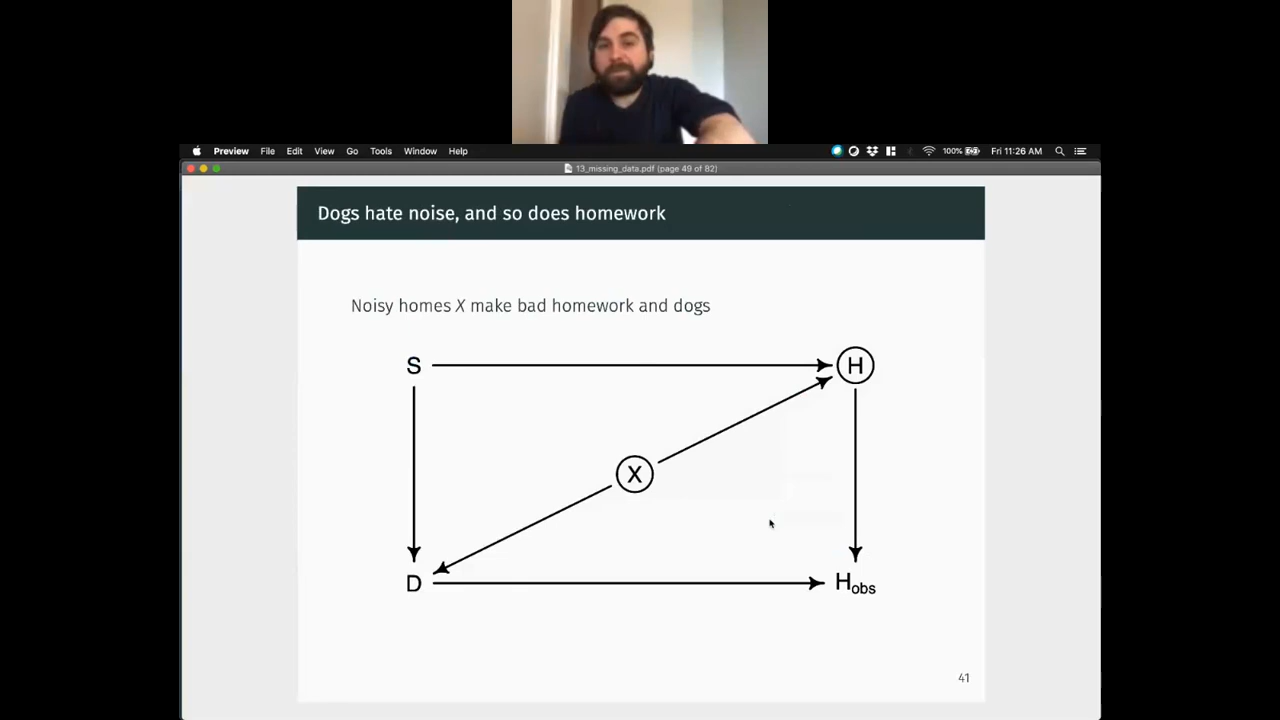 Preview File Edit View Go Tools Window Help 100% Fri 11:26 AM
13_missing_data.pdf (page 49 of 82)
Dogs hate noise, and so does homework
Noisy homes X make bad homework and dogs
S H
X
D Hobs
41